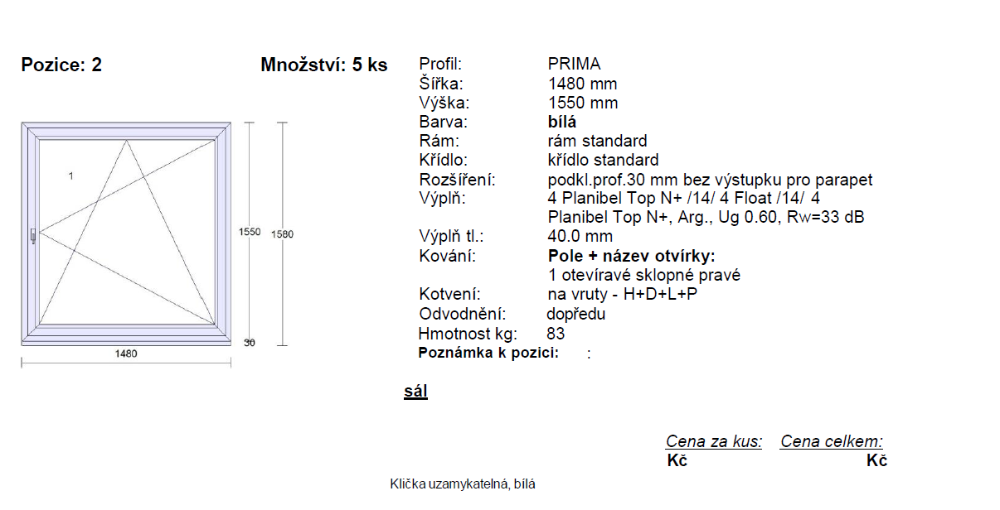 Pozice: 2
Množství: 5 ks
Profil: PRIMA
Šířka: 1480 mm
Výška: 1550 mm
Barva: bílá
Rám: rám standard
Křídlo: křídlo standard
Rozšíření: podkl.prof.30 mm bez výstupku pro parapet
Výplň: 4 Planibel Top N+ /14/ 4 Float /14/ 4
Planibel Top N+, Arg., Ug 0.60, Rw=33 dB
Výplň tl.: 40.0 mm
Kování: Pole + název otvírky:
1 otevíravé sklopné pravé
Kotvení: na vruty - H+D+L+P
Odvodnění: dopředu
Hmotnost kg: 83
Poznámka k pozici: :
1
1550
1580
30
1480
sál
Cena za kus: Cena celkem:
Kč Kč
Klička uzamykatelná, bílá